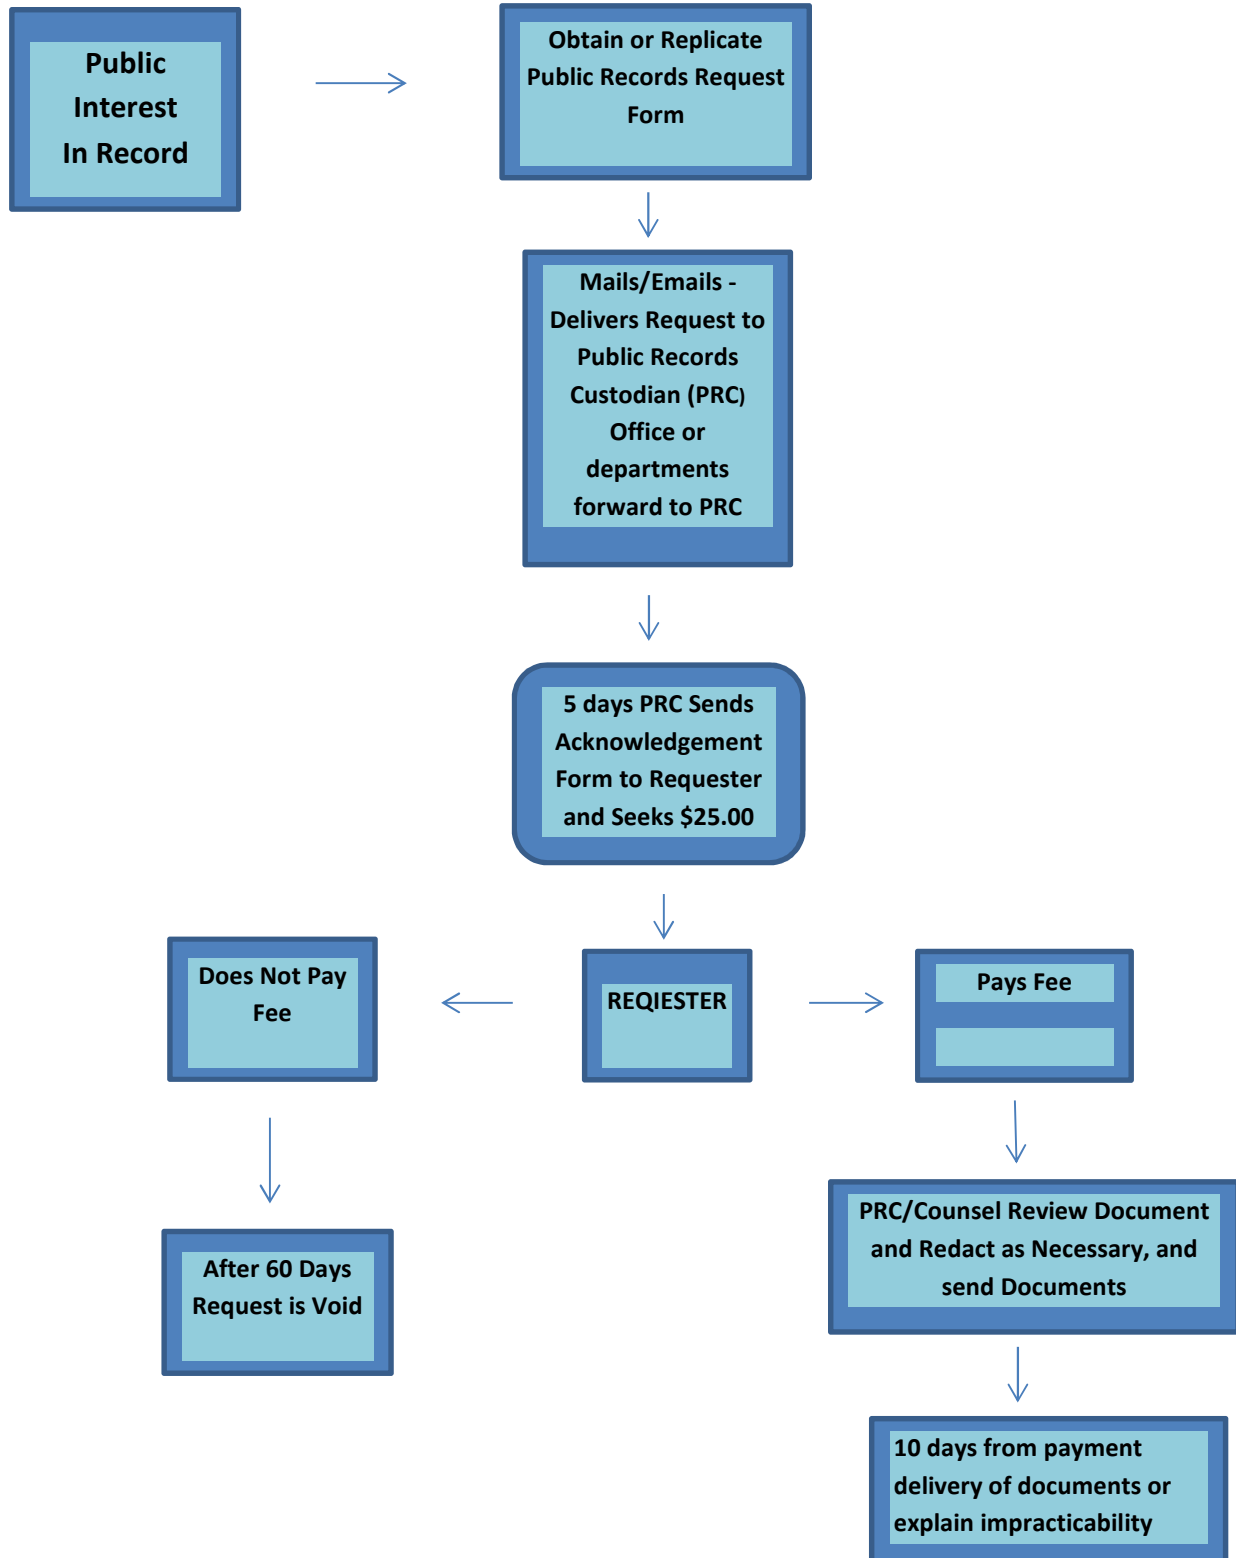 Public
Interest
In Record
Obtain or Replicate
Public Records Request
Form
Mails/Emails -
Delivers Request to
Public Records
Custodian (PRC)
Office or
departments
forward to PRC
5 days PRC Sends
Acknowledgement
Form to Requester
and Seeks $25.00
Does Not Pay
Fee
REQIESTER
Pays Fee
After 60 Days
Request is Void
PRC/Counsel Review Document
and Redact as Necessary, and
send Documents
10 days from payment
delivery of documents or
explain impracticability